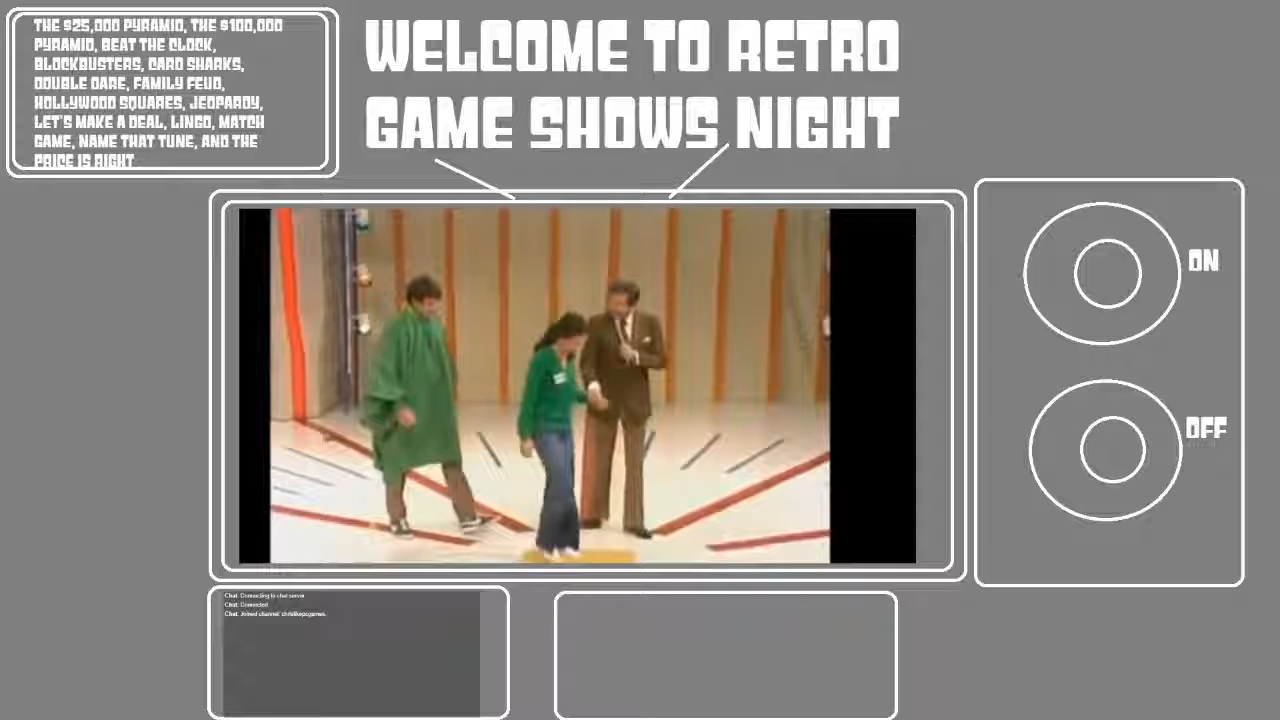 THE $25,000 PYRAMID, THE $100,000
PYRAMID, BEAT THE CLOCK,
BLOCKBUSTERS, CARD SHARKS,
DOUBLE DARE, FAMILY FEUD,
HOLLYWOOD SQUARES, JEOPARDY,
LET'S MAKE A DEAL, LINGO, MATCH
GAME, NAME THAT TUNE, AND THE
PRICE IS RIGHT
WELCOME TO RETRO
GAME SHOWS NIGHT
ON
OFF
Chat: Connecting to chat server
Chat: Connected
Chat: Joined channel: chrislikepcgames.